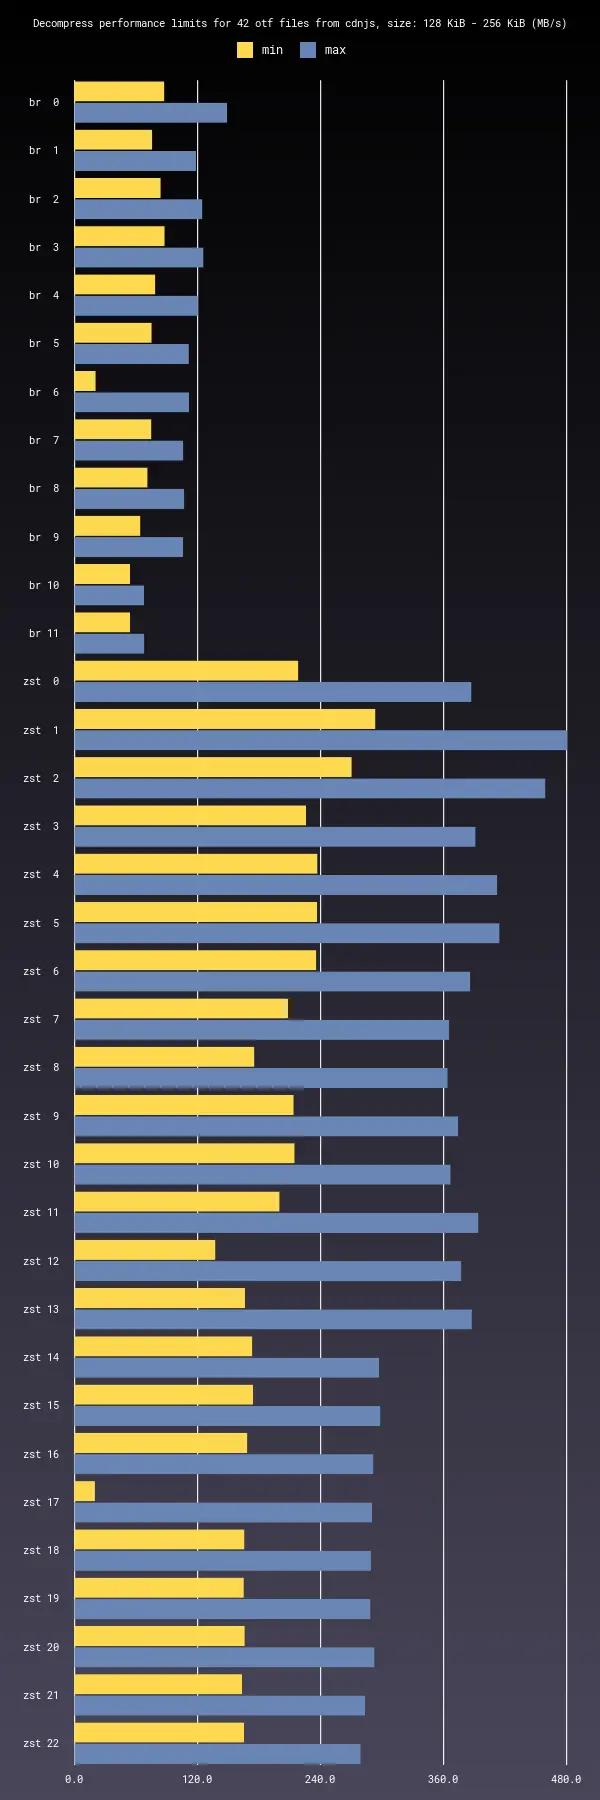 Decompress performance limits for 42 otf files from cdnjs, size: 128 KiB - 256 KiB (MB/s)
min max
br 0
br 1
br 2
br 3
br 4
br 5
br 6
br 7
br 8
br 9
br 10
br 11
zst 0
zst 1
zst 2
zst 3
zst 4
zst 5
zst 6
zst 7
zst 8
zst 9
zst 10
zst 11
zst 12
zst 13
zst 14
zst 15
zst 16
zst 17
zst 18
zst 19
zst 20
zst 21
zst 22
0.0 120.0 240.0 360.0 480.0